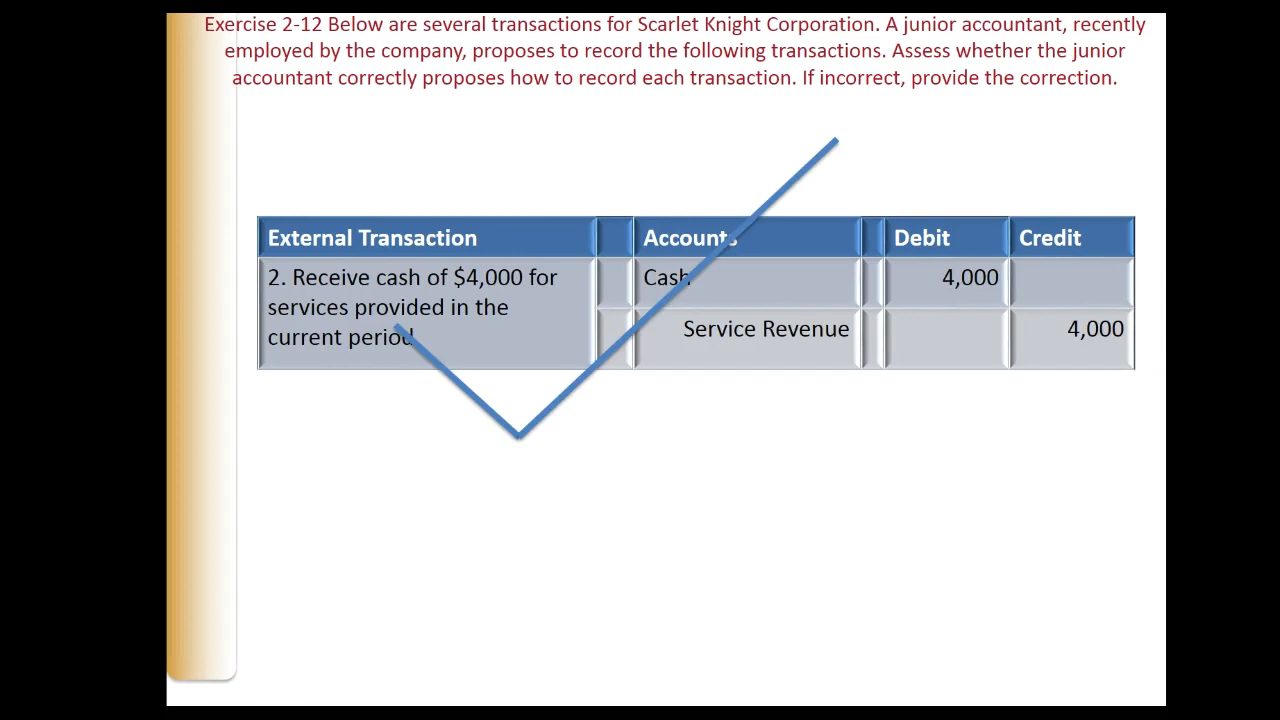 Exercise 2-12 Below are several transactions for Scarlet Knight Corporation. A junior accountant, recently
employed by the company, proposes to record the following transactions. Assess whether the junior
accountant correctly proposes how to record each transaction. If incorrect, provide the correction.
External Transaction Accounts Debit Credit
2. Receive cash of $4,000 for Cash 4,000
services provided in the
Service Revenue 4,000
current period